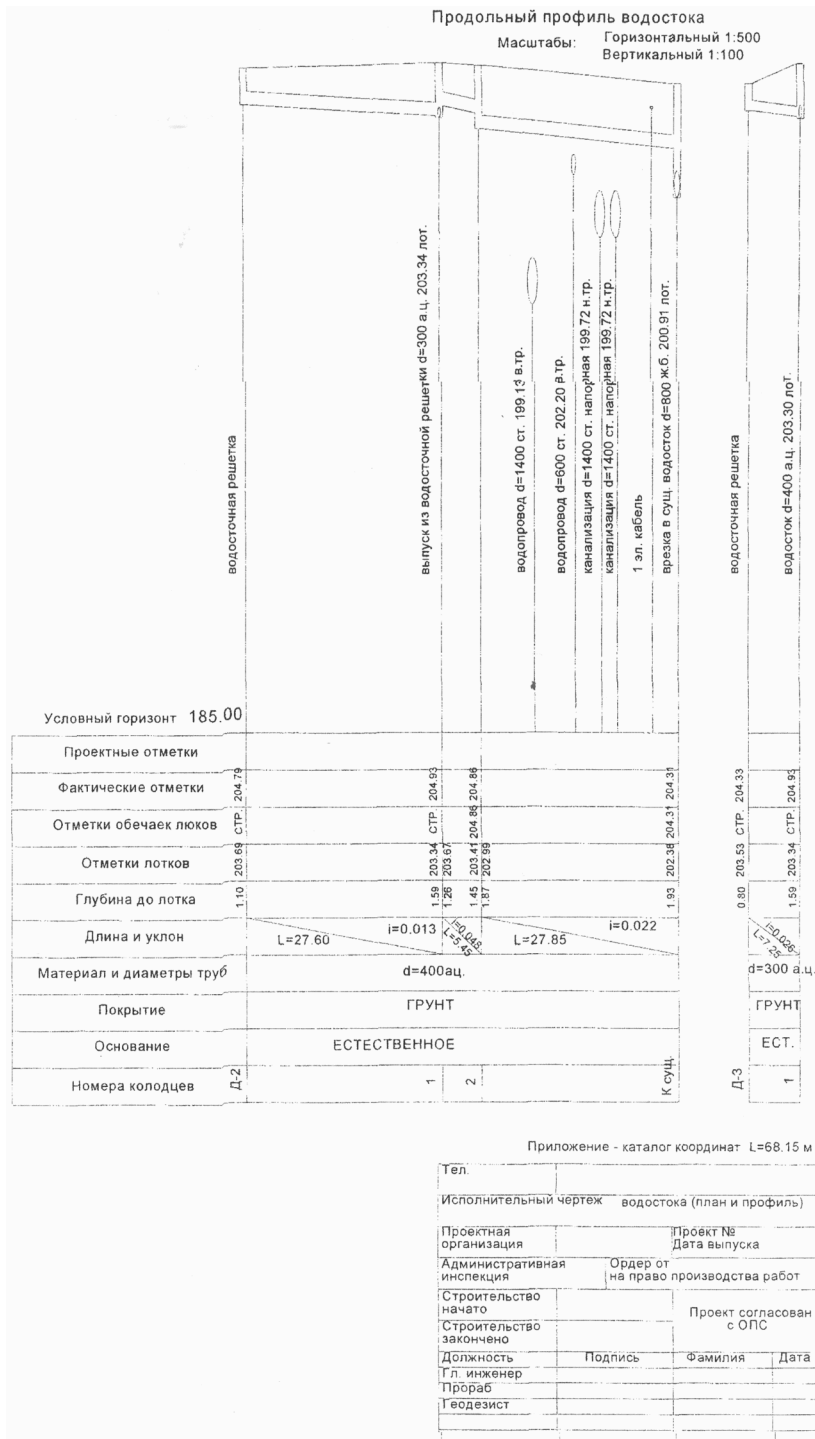 Продольный профиль водостока
Масштабы: Горизонтальный 1:500
Вертикальный 1:100
водосточная решетка
выпуск из водосточной решетки d=300 а.ц. 203.34 лот.
водопровод d=1400 ст. 199.13 в.тр.
водопровод d=600 ст. 202.20 в.тр.
канализация d=1400 ст. напорная 199.72 н.тр.
канализация d=1400 ст. напорная 199.72 н.тр.
1 эл. кабель
врезка в сущ. водосток d=800 ж.б. 200.91 лот.
водосточная решетка
водосток d=400 а.ц. 203.30 лот.
Условный горизонт 185.00
Проектные отметки
Фактические отметки 204.79 204.93 204.86 204.31 204.33 204.93
Отметки обечаек люков СТР. СТР. 204.86 204.31 СТР. СТР.
Отметки лотков 203.69 203.34 203.67 203.41 202.99 202.38 203.53 203.34
Глубина до лотка 1.10 1.59 1.26 1.45 1.87 1.93 0.80 1.59
Длина и уклон L=27.60 i=0.013 i=0.048 L=5.45 L=27.85 i=0.022 i=0.026 L=7.25
Материал и диаметры труб d=400ац. d=300 а.ц.
Покрытие ГРУНТ ГРУНТ
Основание ЕСТЕСТВЕННОЕ ЕСТ.
Номера колодцев Д-2 1 2 К сущ. Д-3 1
Приложение - каталог координат L=68.15 м
Тел.
Исполнительный чертеж водостока (план и профиль)
Проектная организация
Проект №
Дата выпуска
Административная инспекция
Ордер от
на право производства работ
Строительство начато
Проект согласован
с ОПС
Строительство закончено
Должность Подпись Фамилия Дата
Гл. инженер
Прораб
Геодезист